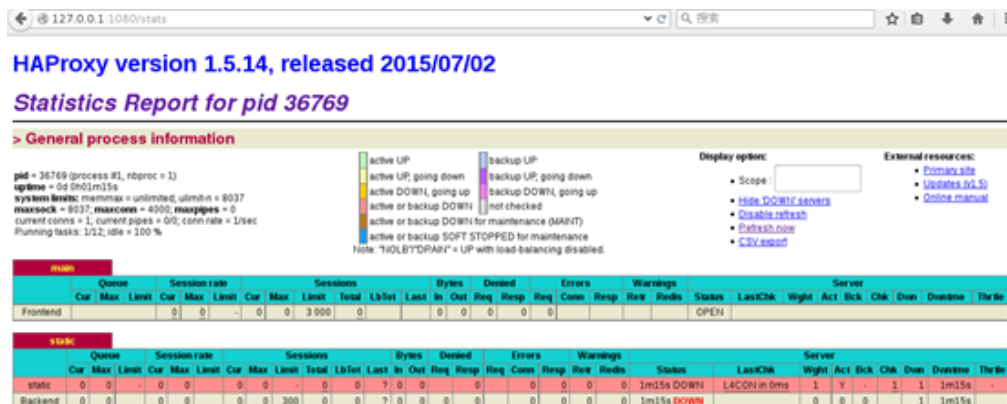 127.0.0.1:1080/stats
搜索
HAProxy version 1.5.14, released 2015/07/02
Statistics Report for pid 36769
> General process information
pid = 36769 (process #1, nbproc = 1)
uptime = 0d 0h01m15s
system limits: memmax = unlimited; ulimit-n = 8037
maxsock = 8037; maxconn = 4000; maxpipes = 0
current conns = 1; current pipes = 0/0; conn rate = 1/sec
Running tasks: 1/12; idle = 100 %
active UP
active UP, going down
active DOWN, going up
active or backup DOWN
active or backup DOWN for maintenance (MAINT)
active or backup SOFT STOPPED for maintenance
backup UP
backup UP, going down
backup DOWN, going up
not checked
Note: "NOLB"/"DRAIN" = UP with load-balancing disabled.
Display option:
Scope :
Hide 'DOWN' servers
Disable refresh
Refresh now
CSV export
External resources:
Primary site
Updates (v1.5)
Online manual
main
Queue Session rate Sessions Bytes Denied Errors Warnings Server
Cur Max Limit Cur Max Limit Cur Max Limit Total LbTot Last In Out Req Resp Req Conn Resp Retr Redis Status LastChk Wght Act Bck Chk Dwn Dwntme Thrtle
Frontend 0 0 - 0 0 3 000 0 0 0 0 0 0 OPEN
static
Queue Session rate Sessions Bytes Denied Errors Warnings Server
Cur Max Limit Cur Max Limit Cur Max Limit Total LbTot Last In Out Req Resp Req Conn Resp Retr Redis Status LastChk Wght Act Bck Chk Dwn Dwntme Thrtle
static 0 0 - 0 0 0 0 - 0 0 ? 0 0 0 0 0 0 0 1m15s DOWN L4CON in 0ms 1 Y - 1 1 1m15s -
Backend 0 0 0 0 0 0 300 0 0 ? 0 0 0 0 0 0 0 0 1m15s DOWN 0 0 0 1 1m15s